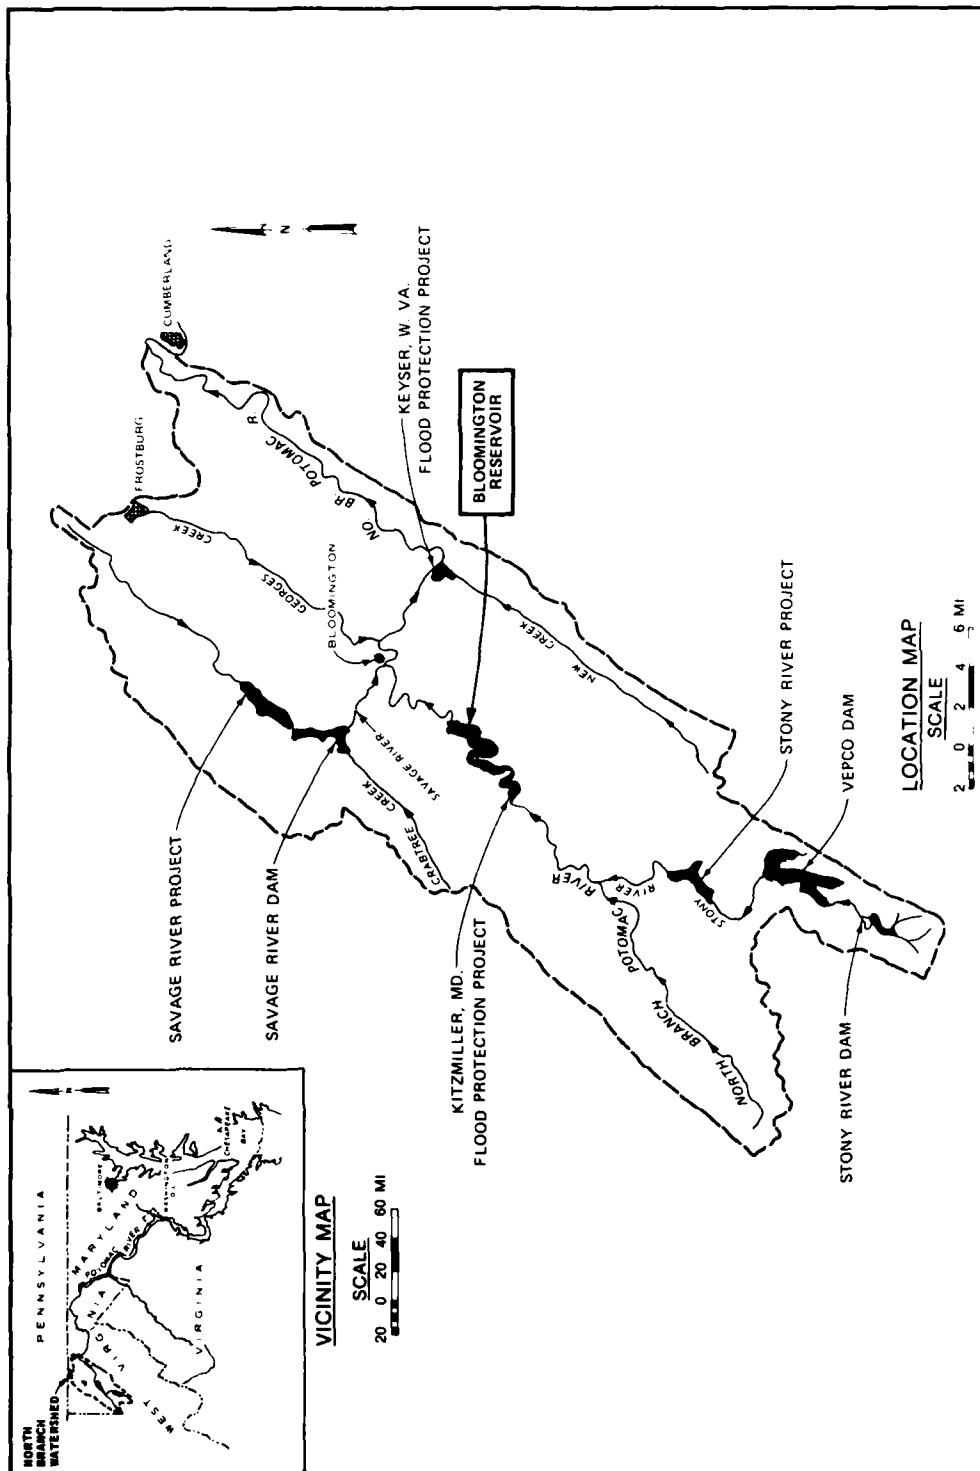 NORTH
BRANCH
WATERSHED
PENNSYLVANIA
MARYLAND
BALTIMORE
WASHINGTON
D.C.
CHESAPEAKE
BAY
POTOMAC
RIVER
WEST VIRGINIA
VIRGINIA
N
VICINITY MAP
SCALE
20 0 20 40 60 MI
SAVAGE RIVER PROJECT
SAVAGE RIVER DAM
KITZMILLER, MD.
FLOOD PROTECTION PROJECT
STONY RIVER DAM
FROSTBURG
CUMBERLAND
N
GEORGES CREEK
BLOOMINGTON
NO. BR. POTOMAC R.
KEYSER, W. VA.
FLOOD PROTECTION PROJECT
BLOOMINGTON
RESERVOIR
SAVAGE RIVER
CRABTREE CREEK
NEW CREEK
NORTH BRANCH POTOMAC RIVER
STONY RIVER
STONY RIVER PROJECT
VEPCO DAM
LOCATION MAP
SCALE
2 0 2 4 6 MI